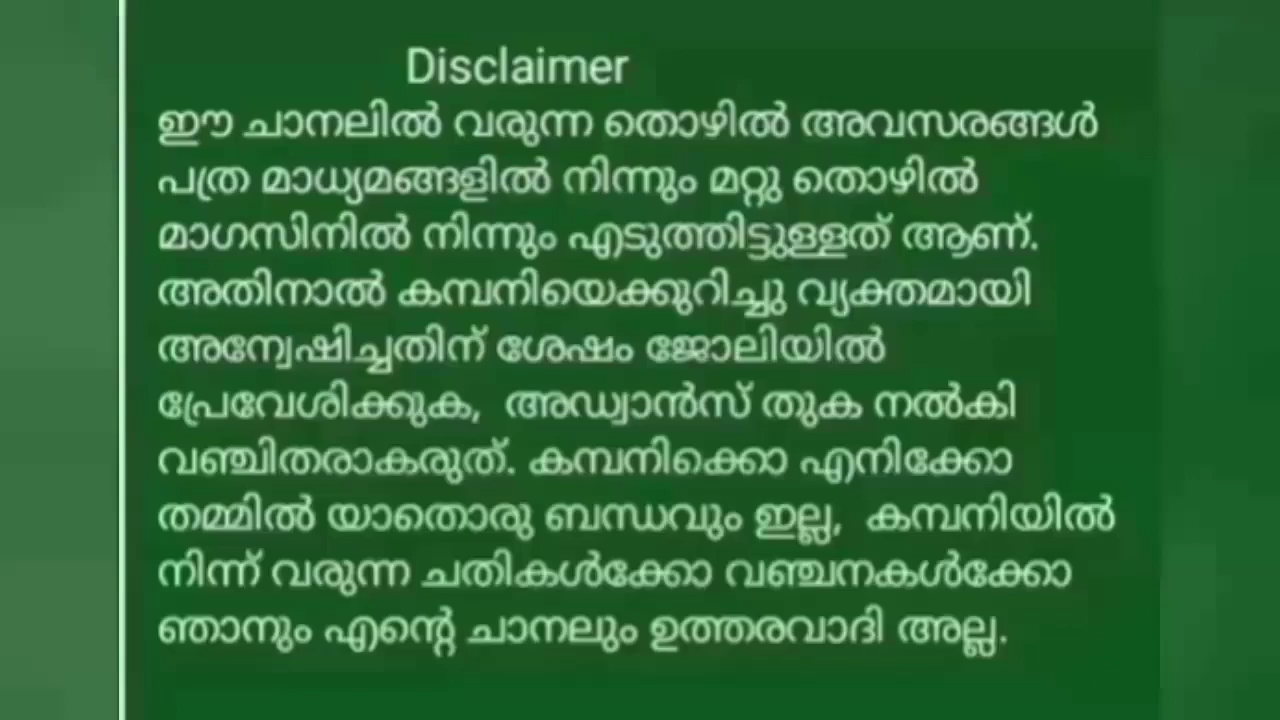 Disclaimer
ഈ ചാനലിൽ വരുന്ന തൊഴിൽ അവസരങ്ങൾ
പത്ര മാധ്യമങ്ങളിൽ നിന്നും മറ്റു തൊഴിൽ
മാഗസിനിൽ നിന്നും എടുത്തിട്ടുള്ളത് ആണ്.
അതിനാൽ കമ്പനിയെക്കുറിച്ചു വ്യക്തമായി
അന്വേഷിച്ചതിന് ശേഷം ജോലിയിൽ
പ്രേവേശിക്കുക, അഡ്വാൻസ് തുക നൽകി
വഞ്ചിതരാകരുത്. കമ്പനിക്കൊ എനിക്കോ
തമ്മിൽ യാതൊരു ബന്ധവും ഇല്ല, കമ്പനിയിൽ
നിന്ന് വരുന്ന ചതികൾക്കോ വഞ്ചനകൾക്കോ
ഞാനും എന്റെ ചാനലും ഉത്തരവാദി അല്ല.